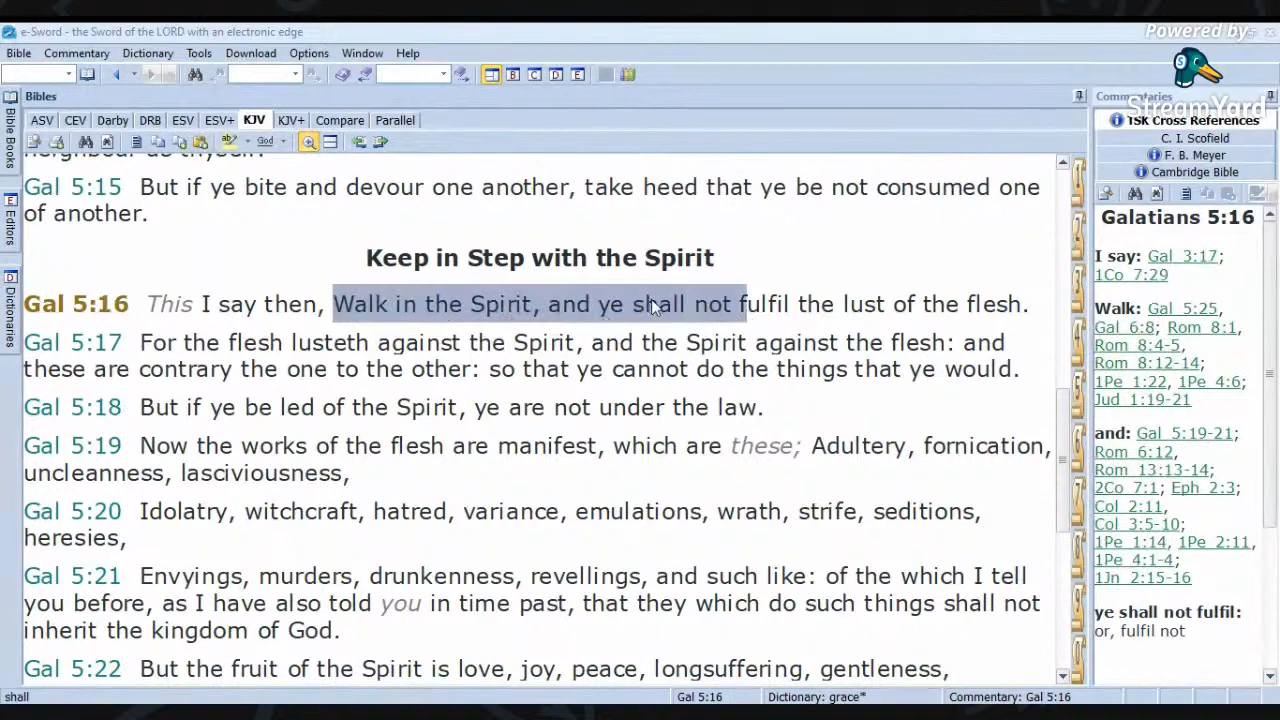 e-Sword - the Sword of the LORD with an electronic edge
Powered by
Bible Commentary Dictionary Tools Download Options Window Help
StreamYard
Bibles
Commentaries
ASV CEV Darby DRB ESV ESV+ KJV KJV+ Compare Parallel
TSK Cross References
C. I. Scofield
F. B. Meyer
Cambridge Bible
Bible Books
Editors
Dictionaries
God
neighbour as thyself.
Gal 5:15 But if ye bite and devour one another, take heed that ye be not consumed one
of another.
Keep in Step with the Spirit
Gal 5:16 This I say then, Walk in the Spirit, and ye shall not fulfil the lust of the flesh.
Gal 5:17 For the flesh lusteth against the Spirit, and the Spirit against the flesh: and
these are contrary the one to the other: so that ye cannot do the things that ye would.
Gal 5:18 But if ye be led of the Spirit, ye are not under the law.
Gal 5:19 Now the works of the flesh are manifest, which are these; Adultery, fornication,
uncleanness, lasciviousness,
Gal 5:20 Idolatry, witchcraft, hatred, variance, emulations, wrath, strife, seditions,
heresies,
Gal 5:21 Envyings, murders, drunkenness, revellings, and such like: of the which I tell
you before, as I have also told you in time past, that they which do such things shall not
inherit the kingdom of God.
Gal 5:22 But the fruit of the Spirit is love, joy, peace, longsuffering, gentleness,
Galatians 5:16
I say: Gal 3:17;
1Co 7:29
Walk: Gal 5:25,
Gal 6:8; Rom 8:1,
Rom 8:4-5,
Rom 8:12-14;
1Pe 1:22, 1Pe 4:6;
Jud 1:19-21
and: Gal 5:19-21;
Rom 6:12,
Rom 13:13-14;
2Co 7:1; Eph 2:3;
Col 2:11,
Col 3:5-10;
1Pe 1:14, 1Pe 2:11,
1Pe 4:1-4;
1Jn 2:15-16
ye shall not fulfil:
or, fulfil not
shall
Gal 5:16
Dictionary: grace*
Commentary: Gal 5:16